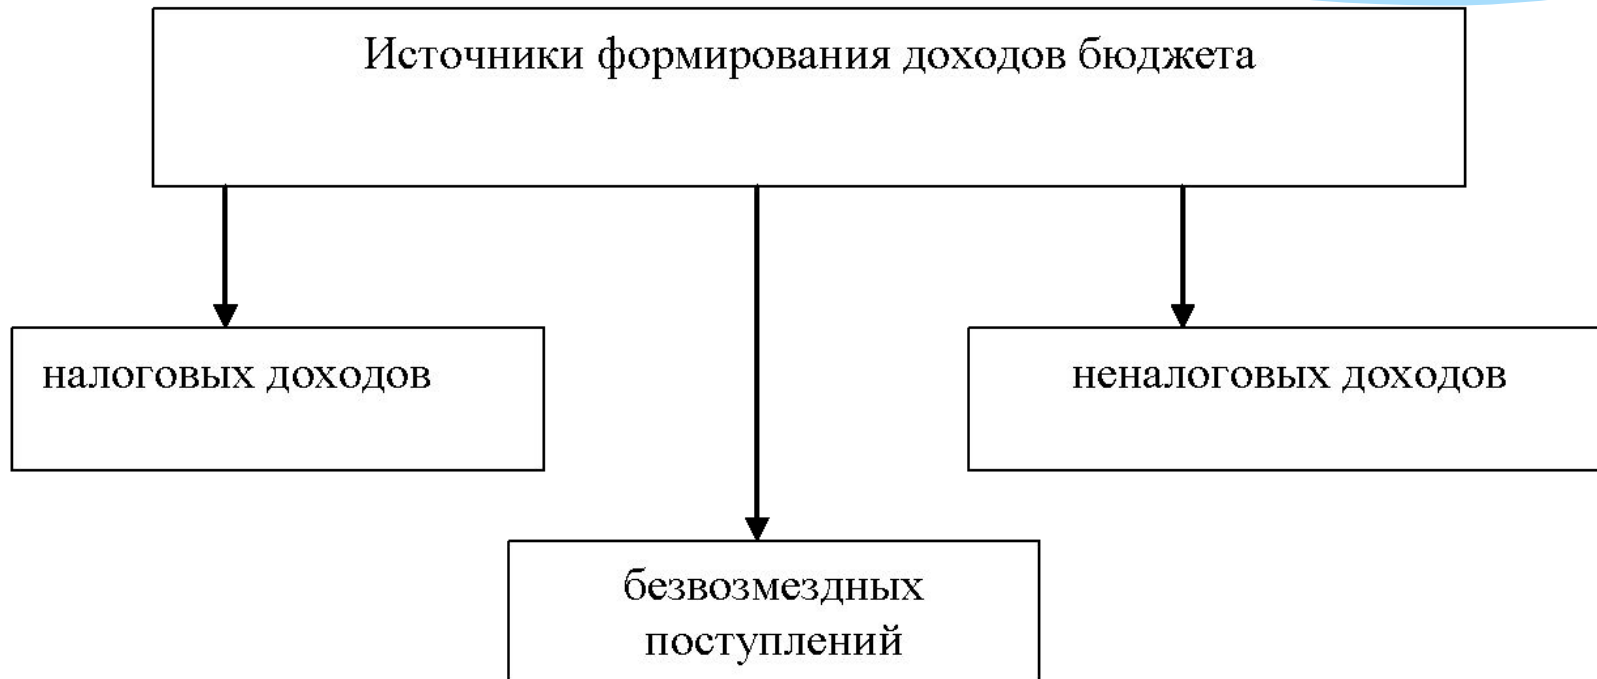 Источники формирования доходов бюджета
налоговых доходов
неналоговых доходов
безвозмездных
поступлений